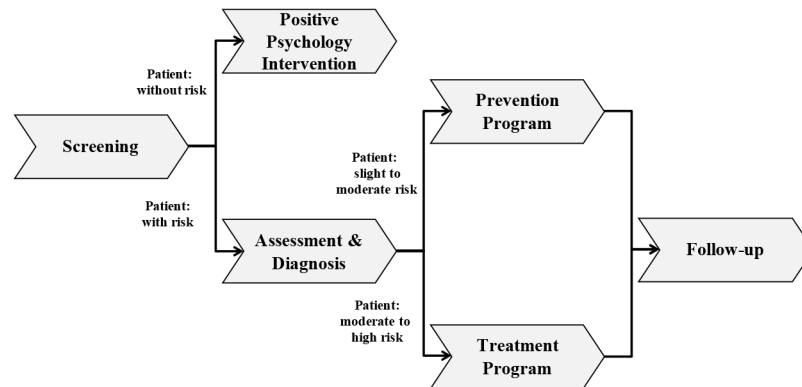 Positive
Psychology
Intervention
Patient:
without risk
Screening
Patient:
with risk
Assessment &
Diagnosis
Patient:
slight to
moderate risk
Prevention
Program
Patient:
moderate to
high risk
Treatment
Program
Follow-up